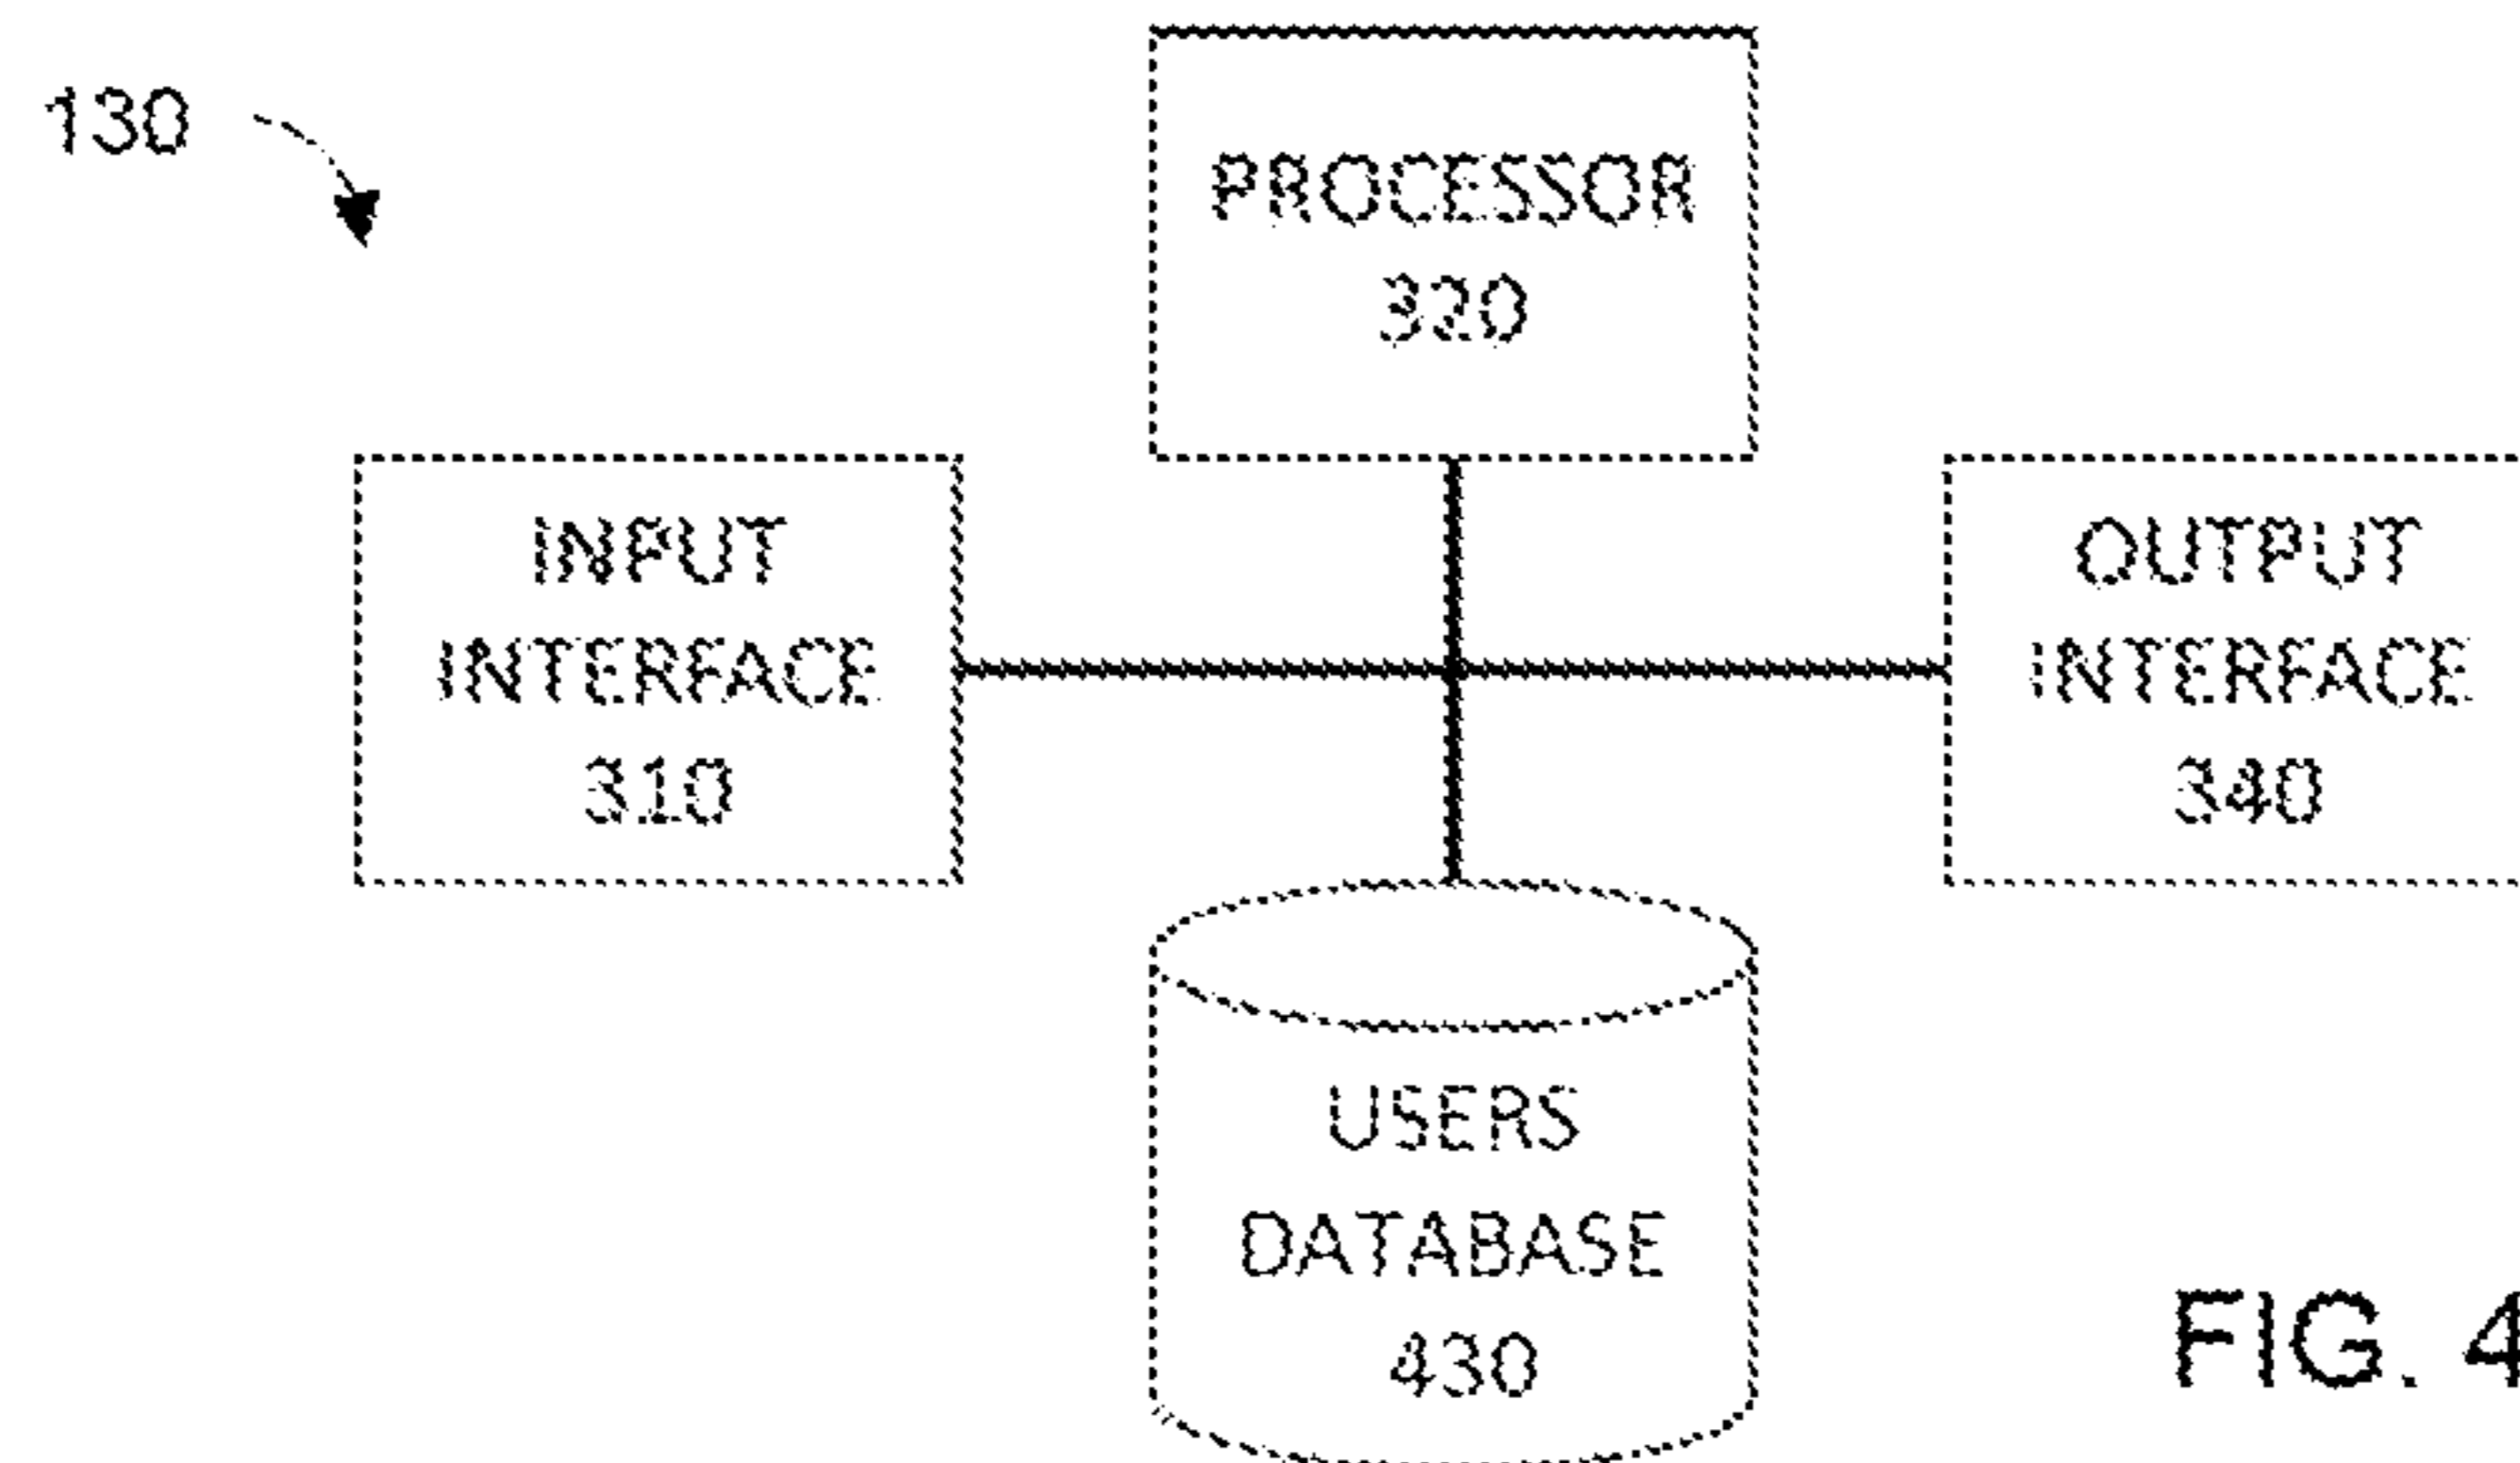 130
PROCESSOR
320
INPUT
INTERFACE
310
OUTPUT
INTERFACE
340
USERS
DATABASE
430
FIG. 4